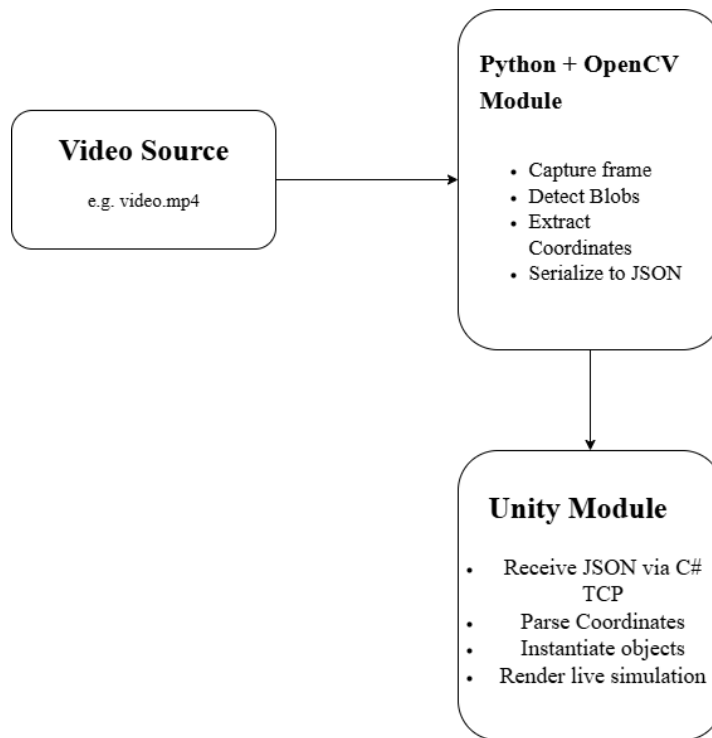 Video Source
e.g. video.mp4
Python + OpenCV
Module
• Capture frame
• Detect Blobs
• Extract
Coordinates
• Serialize to JSON
Unity Module
• Receive JSON via C#
TCP
• Parse Coordinates
• Instantiate objects
• Render live simulation